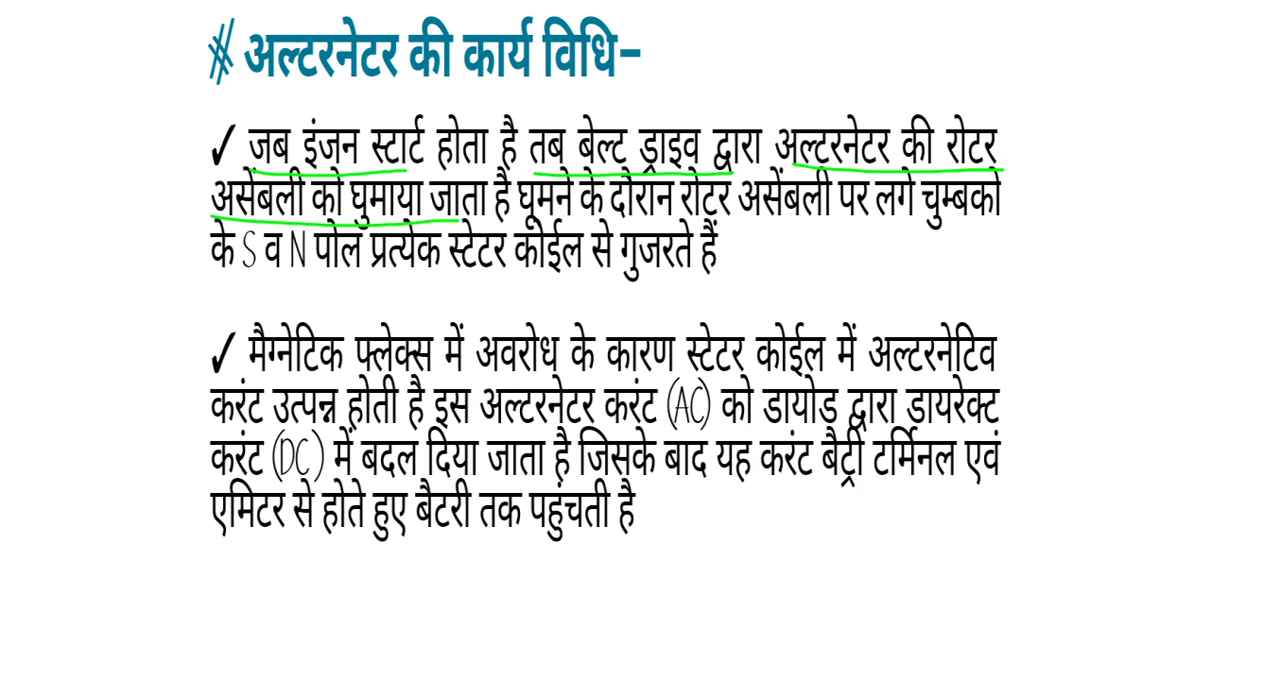 # अल्टरनेटर की कार्य विधि-
✓ जब इंजन स्टार्ट होता है तब बेल्ट ड्राइव द्वारा अल्टरनेटर की रोटर
असेंबली को घुमाया जाता है घूमने के दौरान रोटर असेंबली पर लगे चुम्बको
के S व N पोल प्रत्येक स्टेटर कोईल से गुजरते हैं
✓ मैग्नेटिक फ्लेक्स में अवरोध के कारण स्टेटर कोईल में अल्टरनेटिव
करंट उत्पन्न होती है इस अल्टरनेटर करंट (AC) को डायोड द्वारा डायरेक्ट
करंट (DC) में बदल दिया जाता है जिसके बाद यह करंट बैट्री टर्मिनल एवं
एमिटर से होते हुए बैटरी तक पहुंचती है